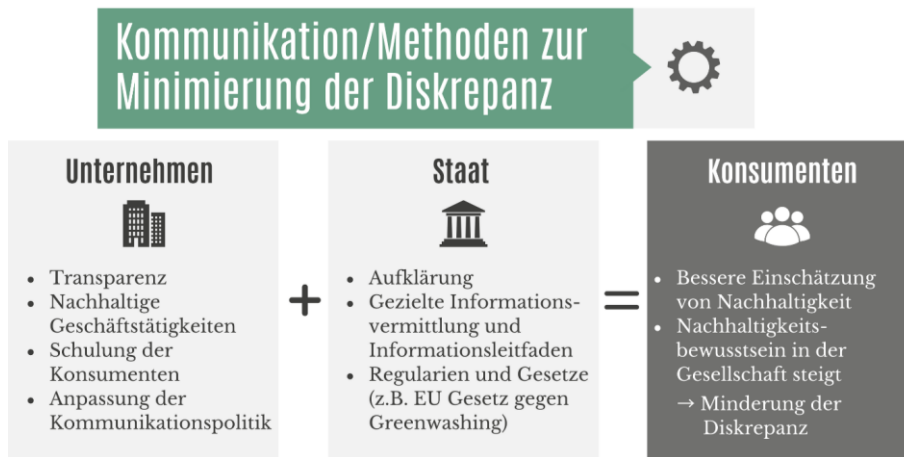 Kommunikation/Methoden zur
Minimierung der Diskrepanz
Unternehmen
• Transparenz
• Nachhaltige
Geschäftstätigkeiten
• Schulung der
Konsumenten
• Anpassung der
Kommunikationspolitik
+
Staat
• Aufklärung
• Gezielte Informations-
vermittlung und
Informationsleitfaden
• Regularien und Gesetze
(z.B. EU Gesetz gegen
Greenwashing)
=
Konsumenten
• Bessere Einschätzung
von Nachhaltigkeit
• Nachhaltigkeits-
bewusstsein in der
Gesellschaft steigt
→ Minderung der
Diskrepanz